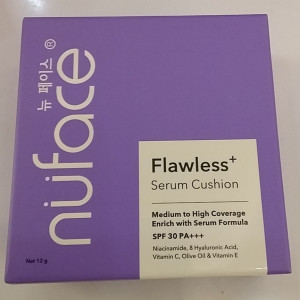 nüface®
뉴 페이스
Flawless+
Serum Cushion
Medium to High Coverage
Enrich with Serum Formula
SPF 30 PA+++
Niacinamide, 8 Hyaluronic Acid,
Vitamin C, Olive Oil & Vitamin E
Net 12 g